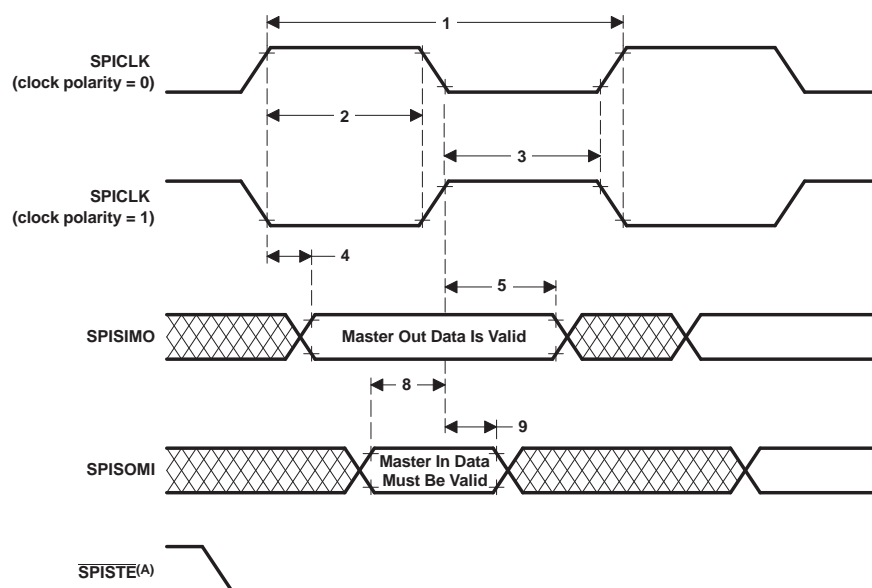 1
SPICLK
(clock polarity = 0)
2
3
SPICLK
(clock polarity = 1)
4
5
SPISIMO
Master Out Data Is Valid
8
9
SPISOMI
Master In Data
Must Be Valid
SPISTE(A)